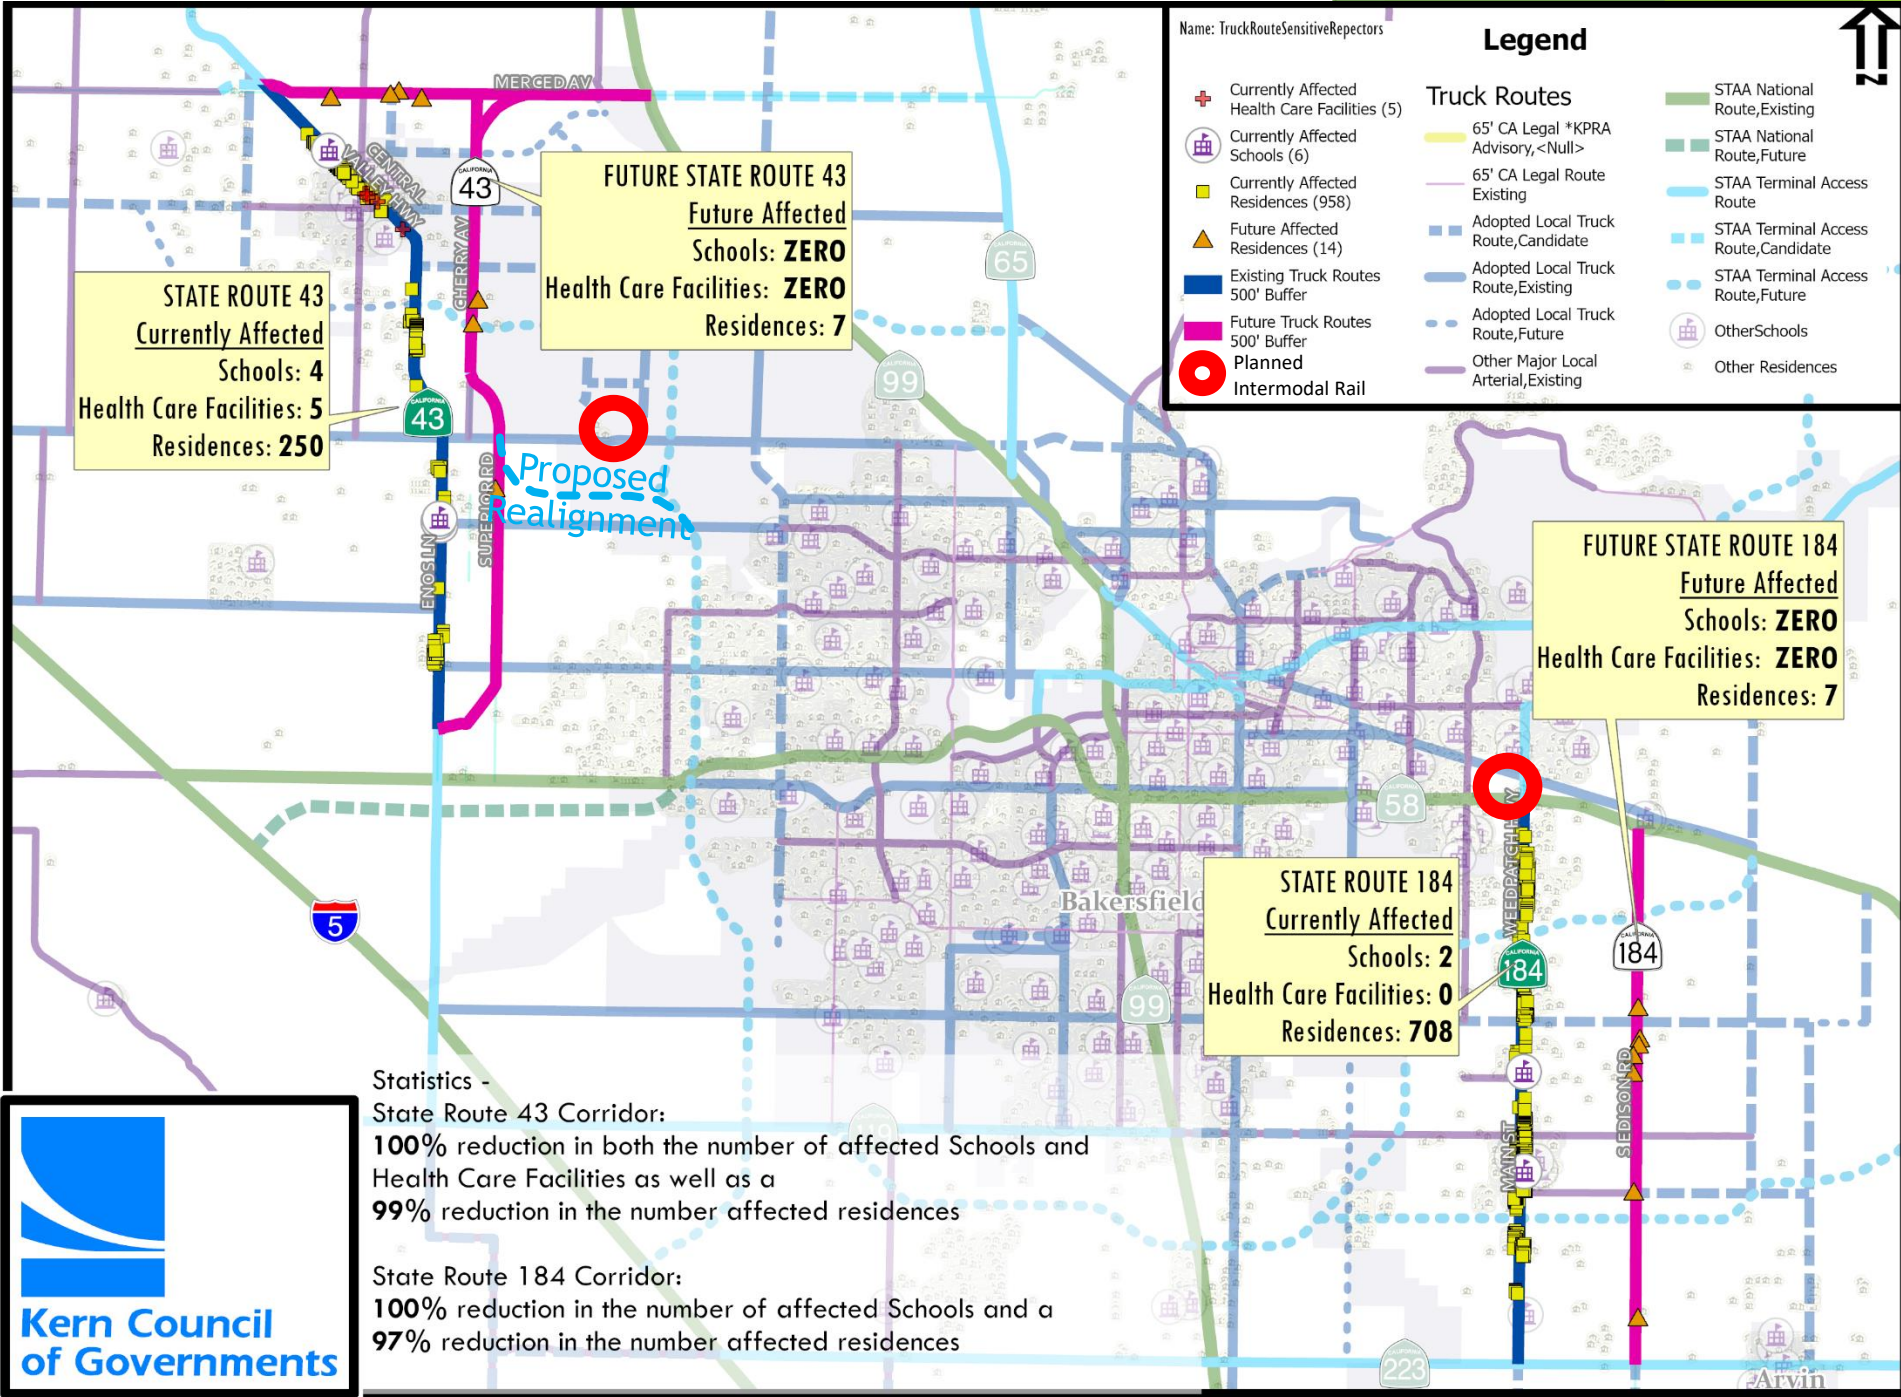 Name: TruckRouteSensitiveRepectors
Legend
N
Currently Affected
Health Care Facilities (5)
Currently Affected
Schools (6)
Currently Affected
Residences (958)
Future Affected
Residences (14)
Existing Truck Routes
500' Buffer
Future Truck Routes
500' Buffer
Planned
Intermodal Rail
Truck Routes
65' CA Legal *KPRA
Advisory,<Null>
65' CA Legal Route
Existing
Adopted Local Truck
Route,Candidate
Adopted Local Truck
Route,Existing
Adopted Local Truck
Route,Future
Other Major Local
Arterial,Existing
STAA National
Route,Existing
STAA National
Route,Future
STAA Terminal Access
Route
STAA Terminal Access
Route,Candidate
STAA Terminal Access
Route,Future
OtherSchools
Other Residences
MERCED AV
CENTRAL
VALLEY HWY
CALIFORNIA
43
CHERRY AV
FUTURE STATE ROUTE 43
Future Affected
Schools: ZERO
Health Care Facilities: ZERO
Residences: 7
CALIFORNIA
65
STATE ROUTE 43
Currently Affected
Schools: 4
Health Care Facilities: 5
Residences: 250
CALIFORNIA
43
CALIFORNIA
99
Proposed
Realignment
SUPERIOR RD
ENOS LN
FUTURE STATE ROUTE 184
Future Affected
Schools: ZERO
Health Care Facilities: ZERO
Residences: 7
CALIFORNIA
58
WEEDPATCH HWY
5
Bakersfield
STATE ROUTE 184
Currently Affected
Schools: 2
Health Care Facilities: 0
Residences: 708
CALIFORNIA
184
CALIFORNIA
184
CALIFORNIA
99
S EDISON RD
MAIN ST
119
Statistics -
State Route 43 Corridor:
100% reduction in both the number of affected Schools and
Health Care Facilities as well as a
99% reduction in the number affected residences
State Route 184 Corridor:
100% reduction in the number of affected Schools and a
97% reduction in the number affected residences
Kern Council
of Governments
CALIFORNIA
223
Arvin